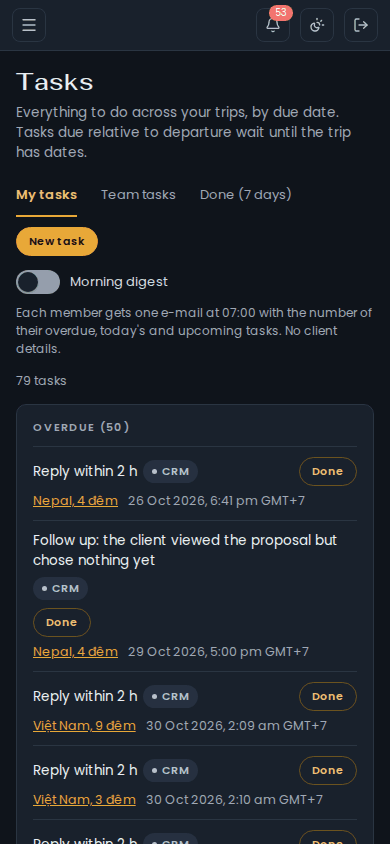 53
Tasks
Everything to do across your trips, by due date.
Tasks due relative to departure wait until the trip
has dates.
My tasks Team tasks Done (7 days)
New task
Morning digest
Each member gets one e-mail at 07:00 with the number of
their overdue, today's and upcoming tasks. No client
details.
79 tasks
OVERDUE (50)
Reply within 2 h CRM Done
Nepal, 4 đêm 26 Oct 2026, 6:41 pm GMT+7
Follow up: the client viewed the proposal but
chose nothing yet
CRM
Done
Nepal, 4 đêm 29 Oct 2026, 5:00 pm GMT+7
Reply within 2 h CRM Done
Việt Nam, 9 đêm 30 Oct 2026, 2:09 am GMT+7
Reply within 2 h CRM Done
Việt Nam, 3 đêm 30 Oct 2026, 2:10 am GMT+7
Reply within 2 h CRM Done